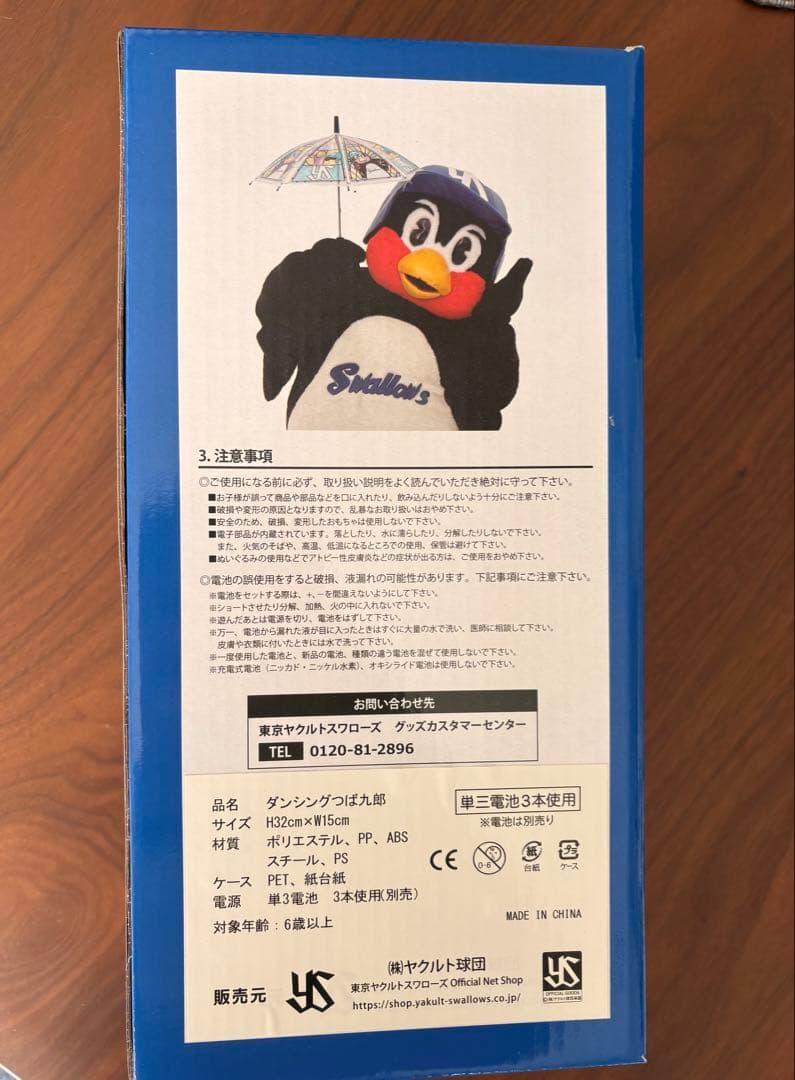 YS
Swallows
3. 注意事項
◎ご使用になる前に必ず、取り扱い説明をよく読んでいただき絶対に守って下さい。
■お子様が誤って商品や部品などを口に入れたり、飲み込んだりしないよう十分にご注意下さい。
■破損や変形の原因となりますので、乱暴なお取り扱いはおやめ下さい。
■安全のため、破損、変形したおもちゃは使用しないで下さい。
■電子部品が内蔵されています。落としたり、水に濡らしたり、分解したりしないで下さい。
また、火気のそばや、高温、低温になるところでの使用、保管は避けて下さい。
■ぬいぐるみの使用などでアトピー性皮膚炎などの症状が出る方は、ご使用をおやめ下さい。
◎電池の誤使用をすると破損、液漏れの可能性があります。下記事項にご注意下さい。
※電池をセットする際は、+、−を間違えないようにして下さい。
※ショートさせたり分解、加熱、火の中に入れないで下さい。
※遊んだあとは電源を切り、電池をはずして下さい。
※万一、電池から漏れた液が目に入ったときはすぐに大量の水で洗い、医師に相談して下さい。
皮膚や衣類に付いたときには水で洗って下さい。
※一度使用した電池と、新品の電池、種類の違う電池を混ぜて使用しないで下さい。
※充電式電池（ニッカド・ニッケル水素）、オキシライド電池は使用しないで下さい。
お問い合わせ先
東京ヤクルトスワローズ グッズカスタマーセンター
TEL 0120-81-2896
品名 ダンシングつば九郎
サイズ H32cm×W15cm
材質 ポリエステル、PP、ABS
スチール、PS
ケース PET、紙台紙
電源 単3電池 3本使用(別売)
対象年齢：6歳以上
単三電池3本使用
※電池は別売り
CE
0-6
紙
台紙
プラ
ケース
MADE IN CHINA
販売元
YS
㈱ヤクルト球団
東京ヤクルトスワローズ Official Net Shop
https://shop.yakult-swallows.co.jp/
YS
OFFICIAL GOODS